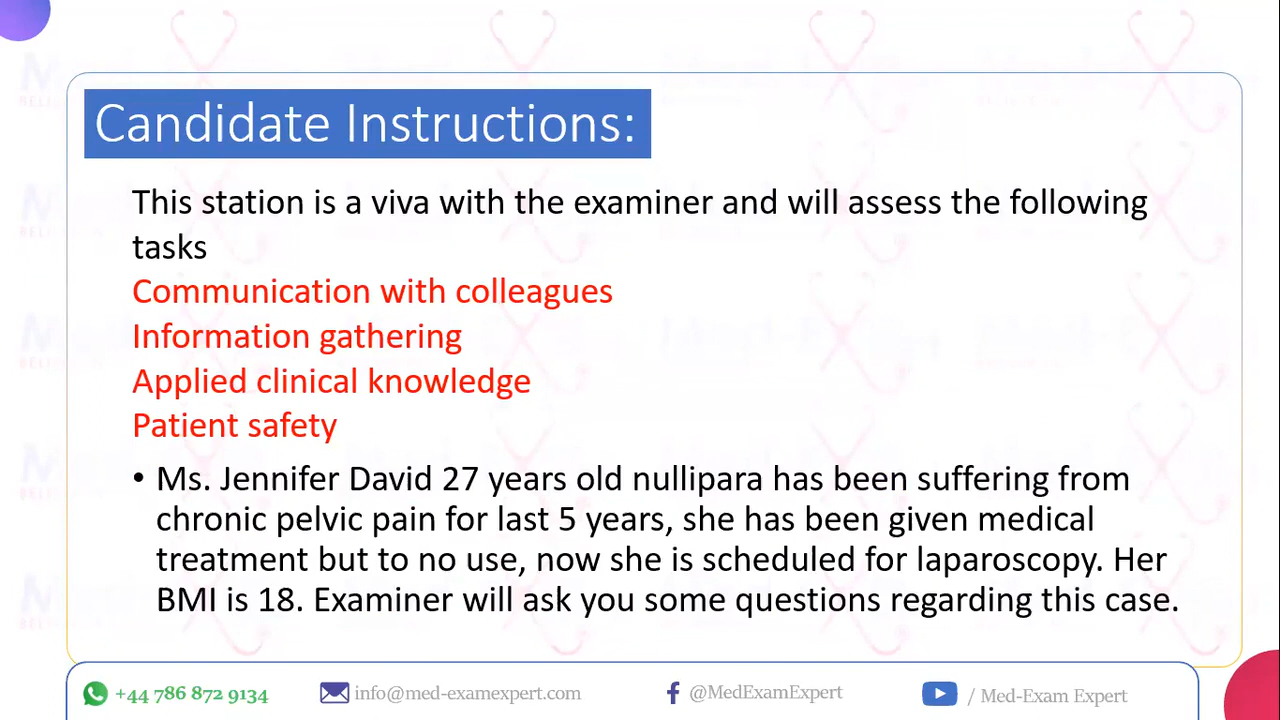 Candidate Instructions:
This station is a viva with the examiner and will assess the following
tasks
Communication with colleagues
Information gathering
Applied clinical knowledge
Patient safety
• Ms. Jennifer David 27 years old nullipara has been suffering from
chronic pelvic pain for last 5 years, she has been given medical
treatment but to no use, now she is scheduled for laparoscopy. Her
BMI is 18. Examiner will ask you some questions regarding this case.
+44 786 872 9134
info@med-examexpert.com
@MedExamExpert
/ Med-Exam Expert